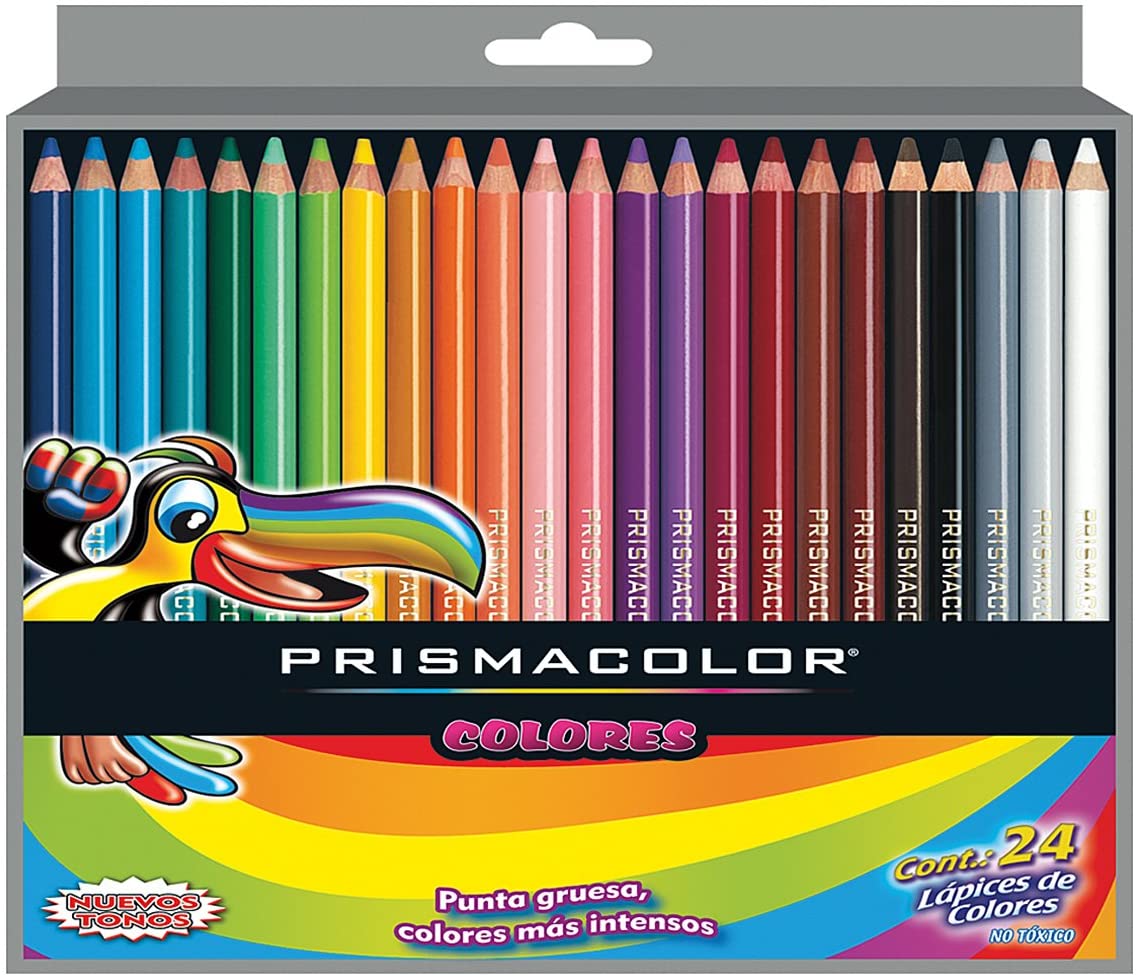 PRISMACOLOR®
COLORES
NUEVOS
TONOS
Punta gruesa,
colores más intensos
Cont.: 24
Lápices de
Colores
NO TÓXICO